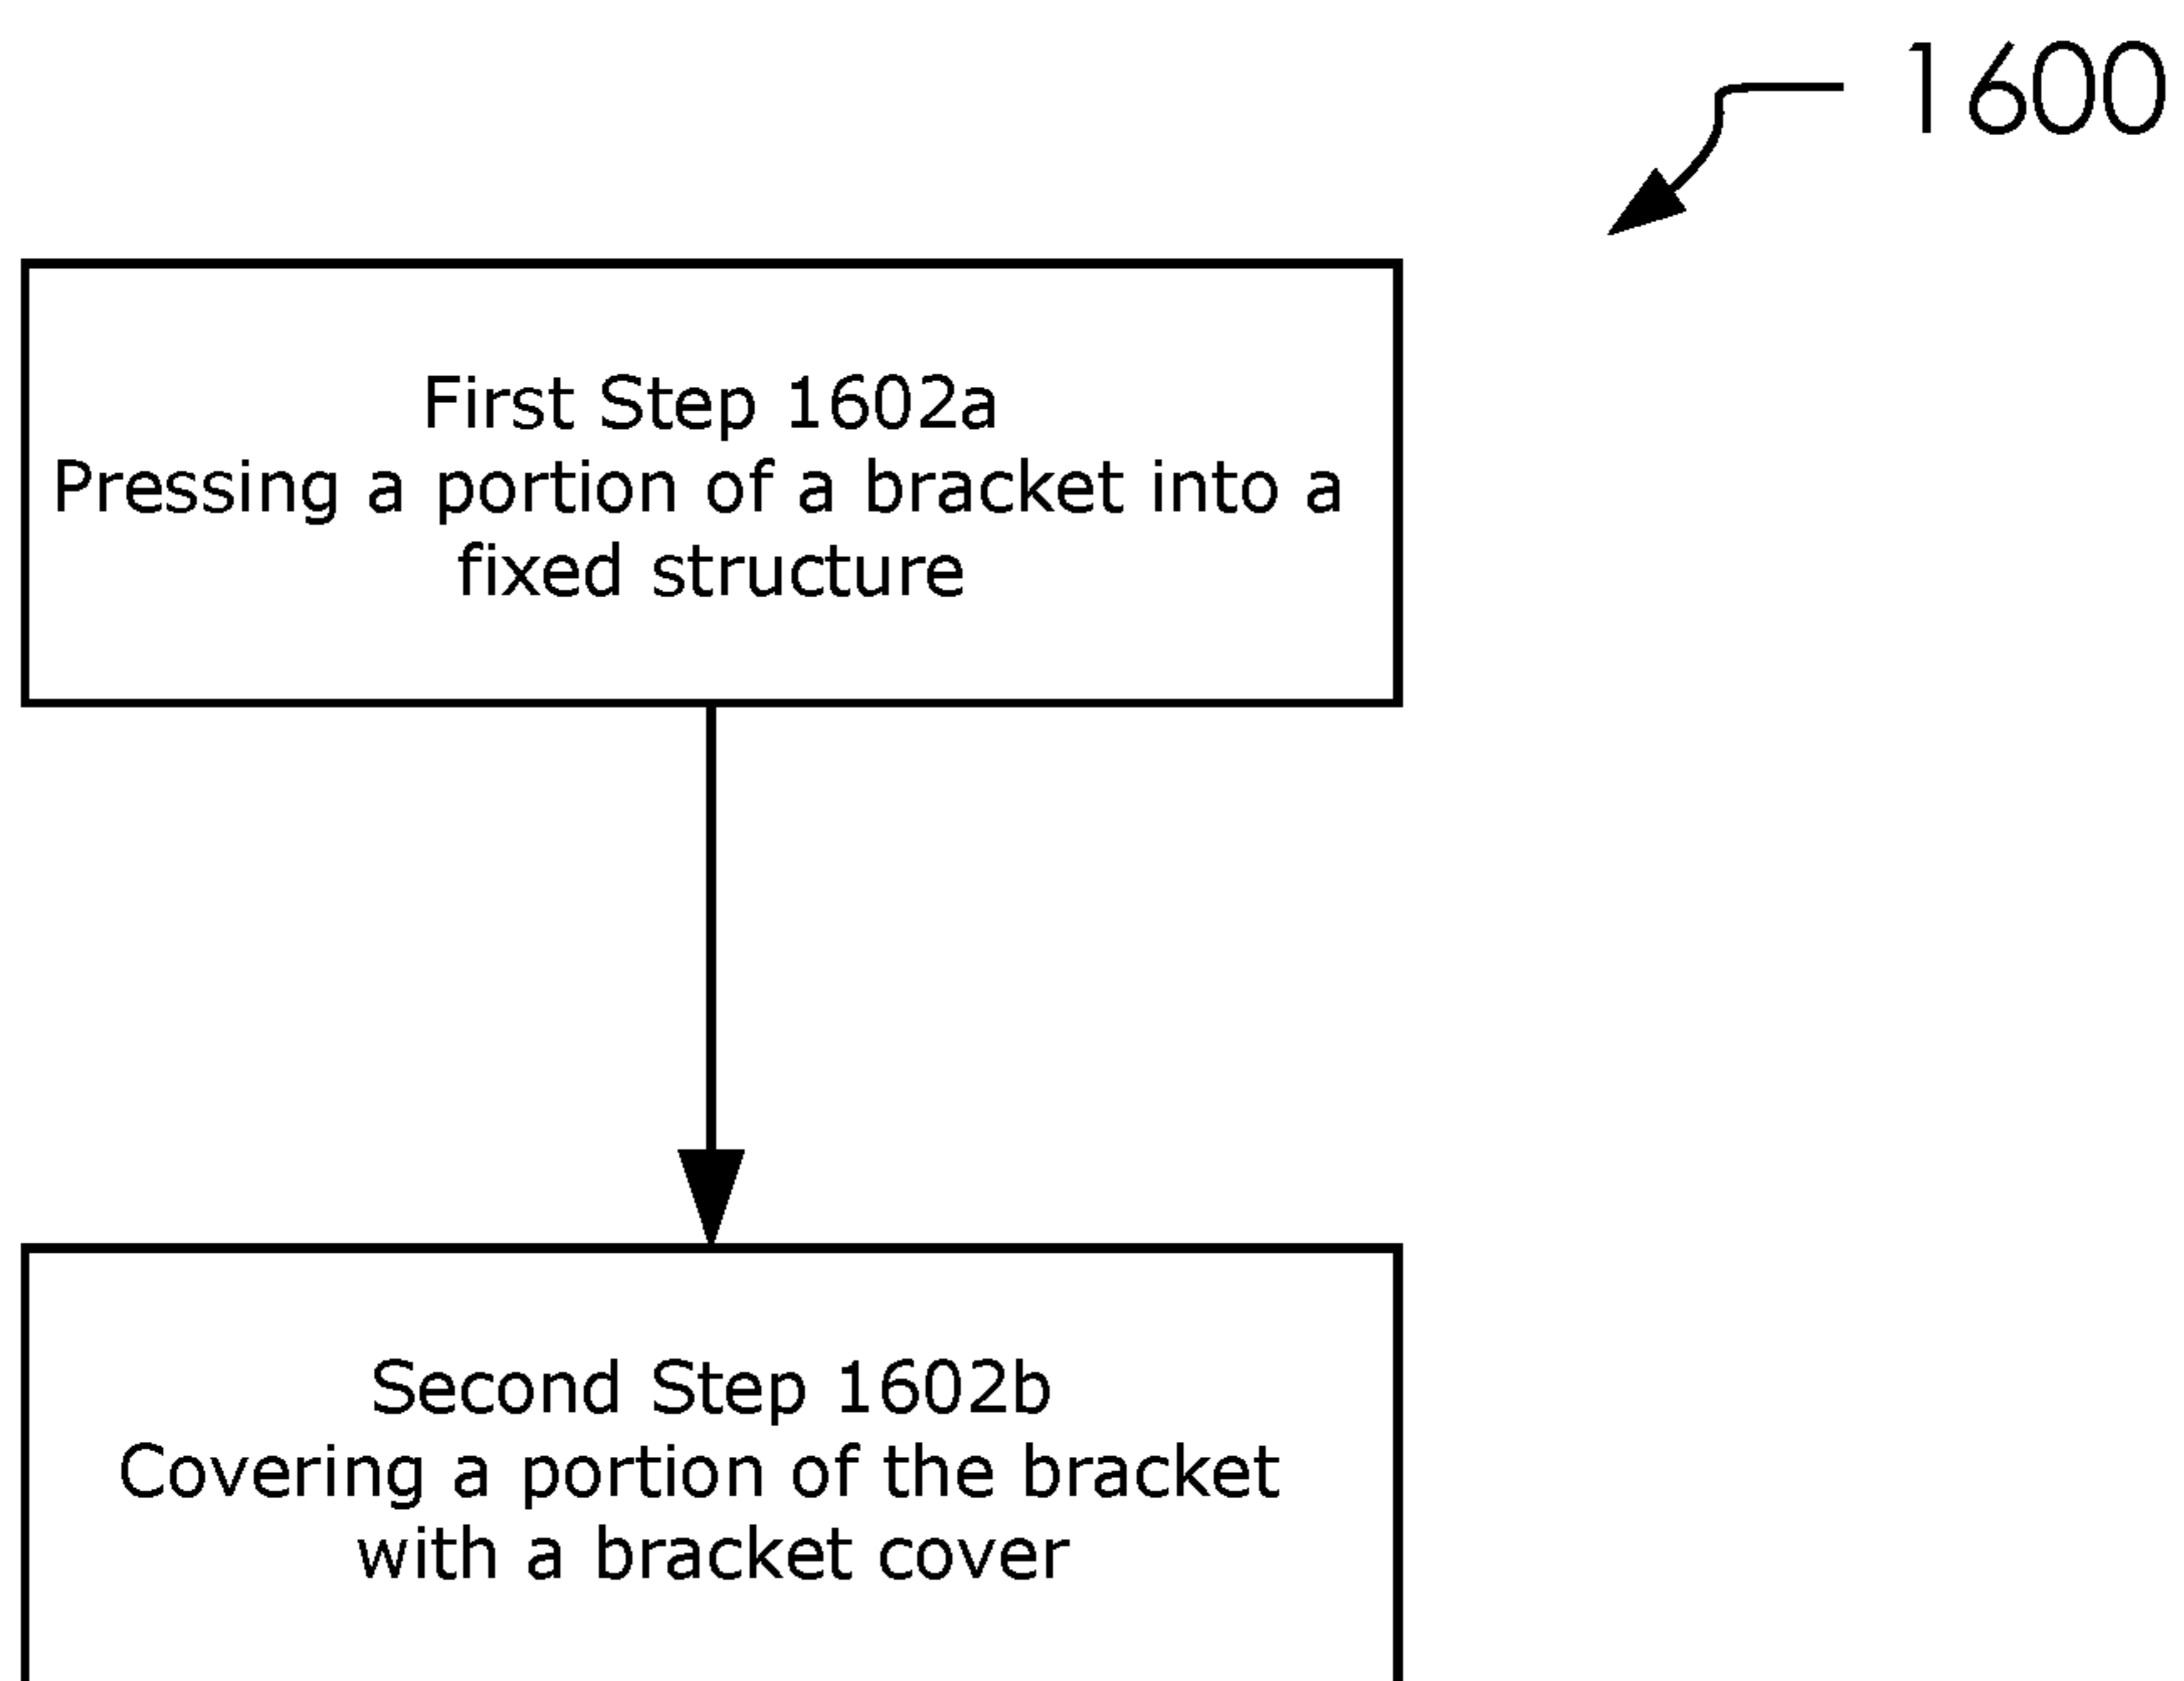 1600
First Step 1602a
Pressing a portion of a bracket into a
fixed structure
Second Step 1602b
Covering a portion of the bracket
with a bracket cover